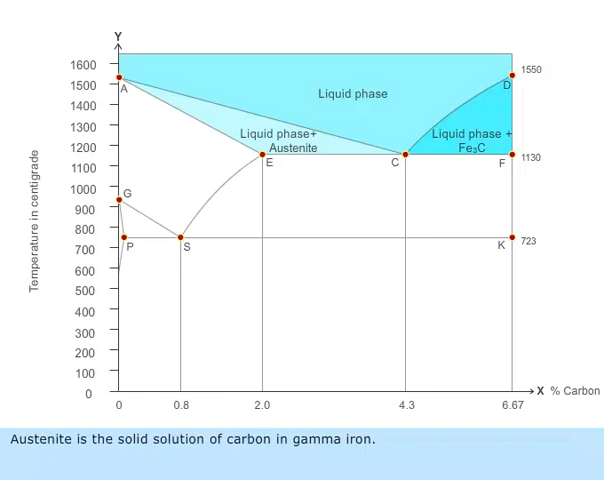 Y
1600
1500
1400
1300
1200
1100
1000
900
800
700
600
500
400
300
200
100
0
Temperature in centigrade
A
Liquid phase
1550
D
Liquid phase+
Austenite
Liquid phase +
Fe₃C
E
C
F
1130
G
P
S
K
723
X % Carbon
0
0.8
2.0
4.3
6.67
Austenite is the solid solution of carbon in gamma iron.